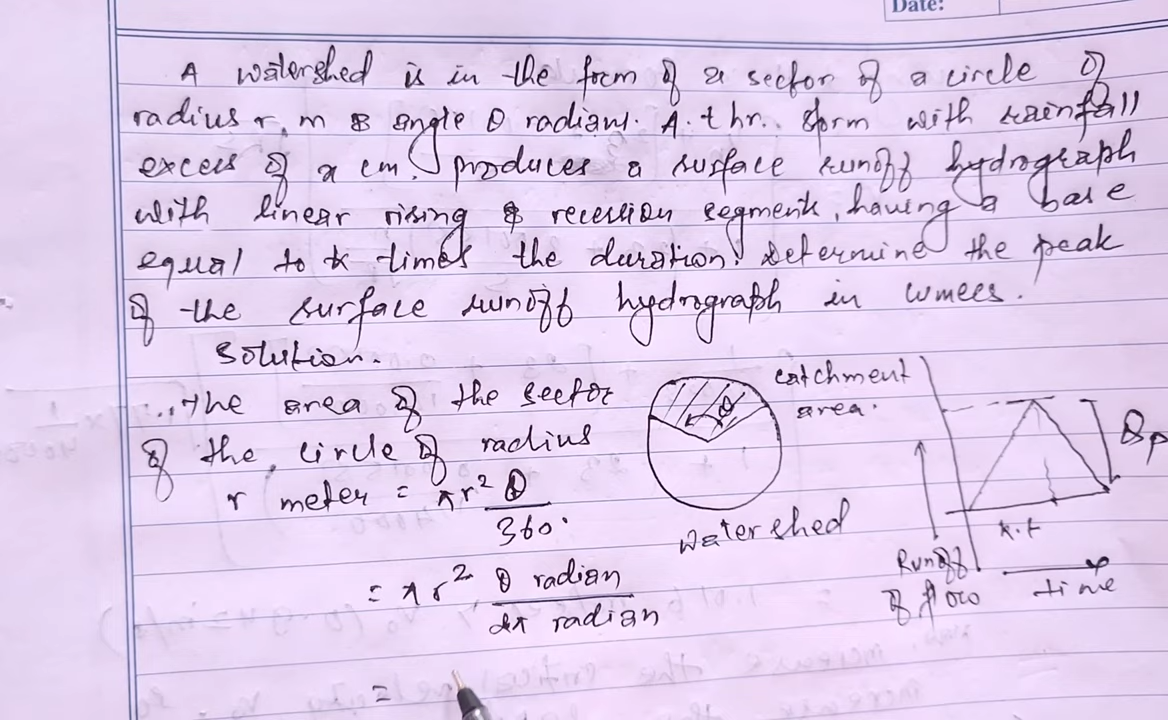 Date:
A watershed is in the form of a sector of a circle of
radius r, m & angle θ radians. A. t hr.. storm with rainfall
excess of x cm. produces a surface runoff hydrograph
with linear rising & recession segments, having a base
equal to k times the duration. Determine the peak
of the surface runoff hydrograph in cumecs.
Solution.
The area of the sector
of the, circle of radius
r meter = πr² θ
360°
= πr² θ radian
2π radian
=
θ
catchment
area.
watershed
Qp
k.t
Runoff
of flow
time